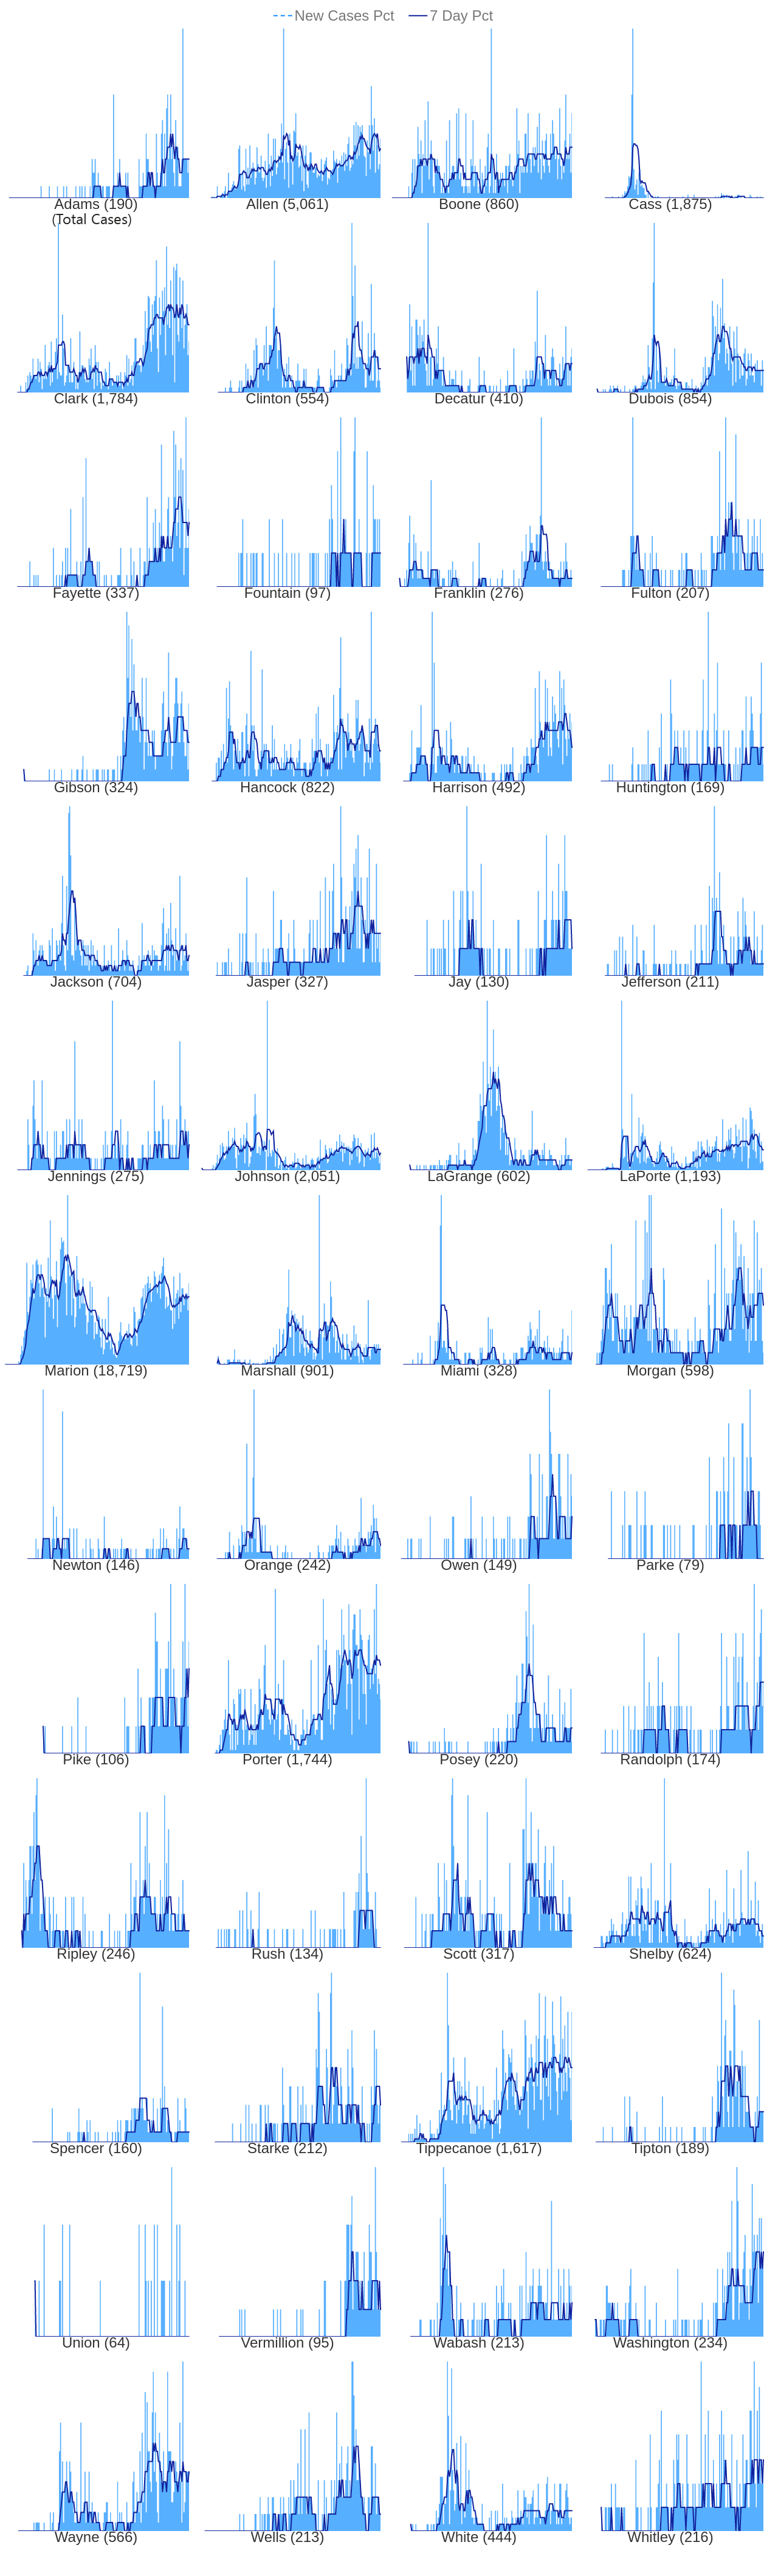 New Cases Pct 7 Day Pct
Adams (190) Allen (5,061) Boone (860) Cass (1,875)
(Total Cases)
Clark (1,784) Clinton (554) Decatur (410) Dubois (854)
Fayette (337) Fountain (97) Franklin (276) Fulton (207)
Gibson (324) Hancock (822) Harrison (492) Huntington (169)
Jackson (704) Jasper (327) Jay (130) Jefferson (211)
Jennings (275) Johnson (2,051) LaGrange (602) LaPorte (1,193)
Marion (18,719) Marshall (901) Miami (328) Morgan (598)
Newton (146) Orange (242) Owen (149) Parke (79)
Pike (106) Porter (1,744) Posey (220) Randolph (174)
Ripley (246) Rush (134) Scott (317) Shelby (624)
Spencer (160) Starke (212) Tippecanoe (1,617) Tipton (189)
Union (64) Vermillion (95) Wabash (213) Washington (234)
Wayne (566) Wells (213) White (444) Whitley (216)